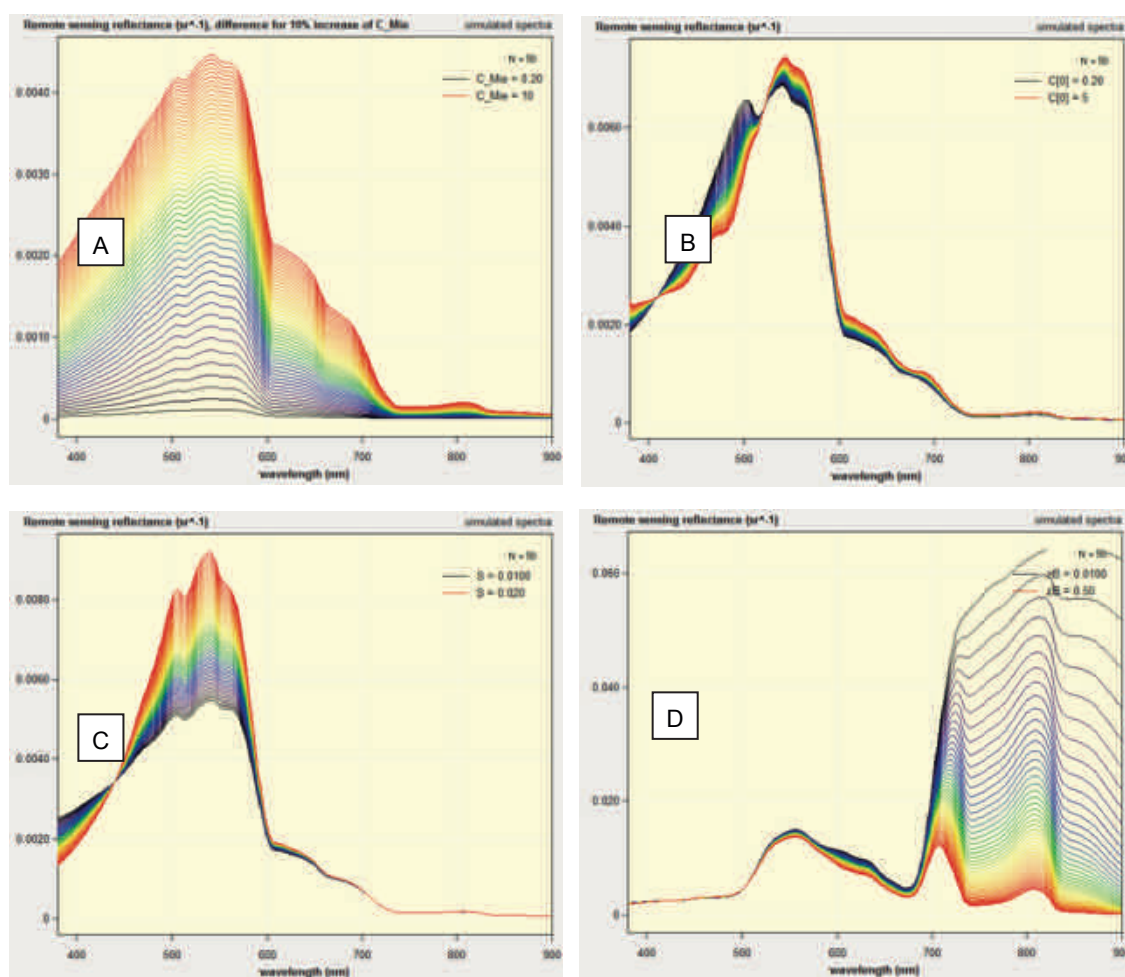 Remote sensing reflectance (sr^-1), difference for 10% increase of C_Mie
simulated spectra
N = 50
C_Mie = 0.20
C_Mie = 10
0.0040
0.0030
0.0020
0.0010
0
A
400 500 600 700 800 900
wavelength (nm)
Remote sensing reflectance (sr^-1)
simulated spectra
N = 50
C[0] = 0.20
C[0] = 5
0.0060
0.0040
0.0020
0
B
400 500 600 700 800 900
wavelength (nm)
Remote sensing reflectance (sr^-1)
simulated spectra
N = 50
S = 0.0100
S = 0.020
0.0080
0.0060
0.0040
0.0020
0
C
400 500 600 700 800 900
wavelength (nm)
Remote sensing reflectance (sr^-1)
simulated spectra
N = 50
zB = 0.0100
zB = 0.50
0.060
0.040
0.020
0
D
400 500 600 700 800 900
wavelength (nm)